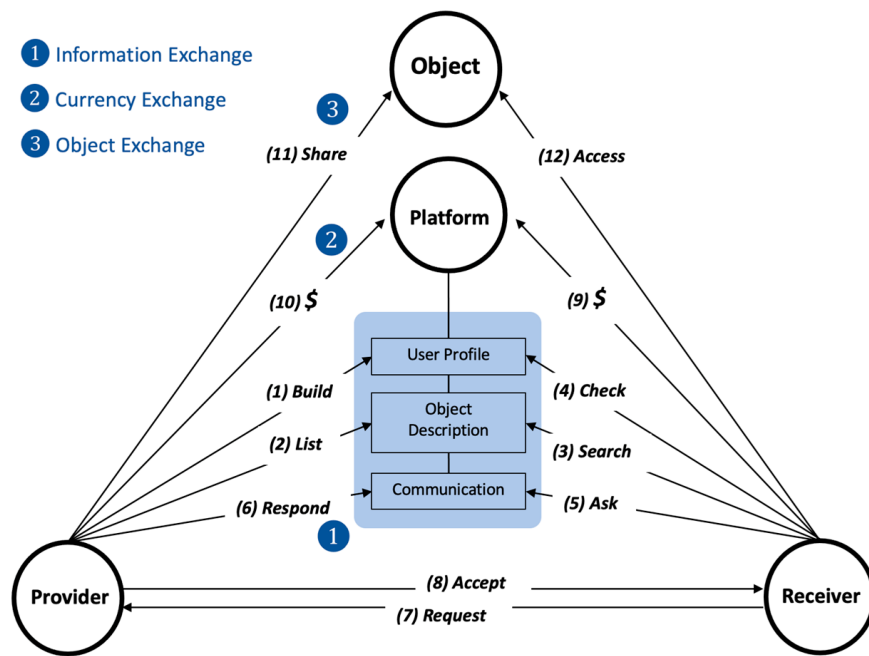 1 Information Exchange
2 Currency Exchange
3 Object Exchange
Object
3
(11) Share
(12) Access
Platform
2
(10) $
(9) $
User Profile
(1) Build
(4) Check
Object
Description
(2) List
(3) Search
Communication
(6) Respond
(5) Ask
1
Provider
(8) Accept
(7) Request
Receiver